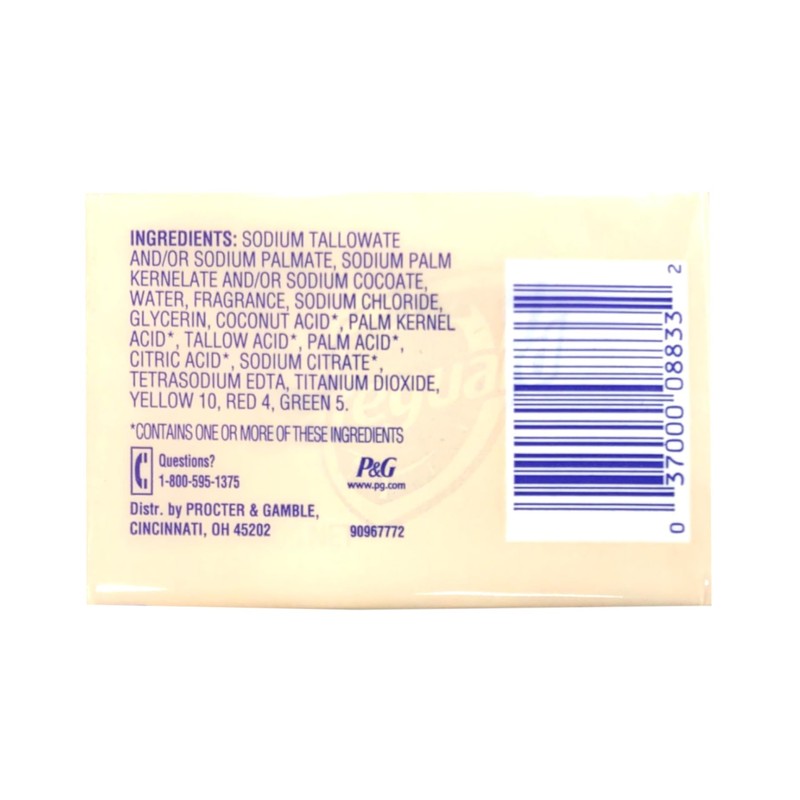 INGREDIENTS: SODIUM TALLOWATE
AND/OR SODIUM PALMATE, SODIUM PALM
KERNELATE AND/OR SODIUM COCOATE,
WATER, FRAGRANCE, SODIUM CHLORIDE,
GLYCERIN, COCONUT ACID*, PALM KERNEL
ACID*, TALLOW ACID*, PALM ACID*,
CITRIC ACID*, SODIUM CITRATE*,
TETRASODIUM EDTA, TITANIUM DIOXIDE,
YELLOW 10, RED 4, GREEN 5.
*CONTAINS ONE OR MORE OF THESE INGREDIENTS
Questions?
1-800-595-1375
P&G
www.pg.com
Distr. by PROCTER & GAMBLE,
CINCINNATI, OH 45202
90967772
0 37000 08833 2